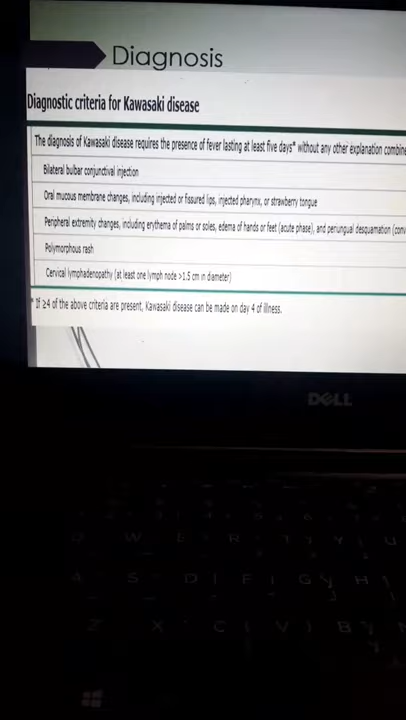 Diagnosis
Diagnostic criteria for Kawasaki disease
The diagnosis of Kawasaki disease requires the presence of fever lasting at least five days* without any other explanation combine
Bilateral bulbar conjunctival injection
Oral mucous membrane changes, including injected or fissured lips, injected pharynx, or strawberry tongue
Peripheral extremity changes, including erythema of palms or soles, edema of hands or feet (acute phase), and periungual desquamation (conv
Polymorphous rash
Cervical lymphadenopathy (at least one lymph node >1.5 cm in diameter)
* If ≥4 of the above criteria are present, Kawasaki disease can be made on day 4 of illness.
DELL
W E R T Y U
A S D F G H
Z X C V B